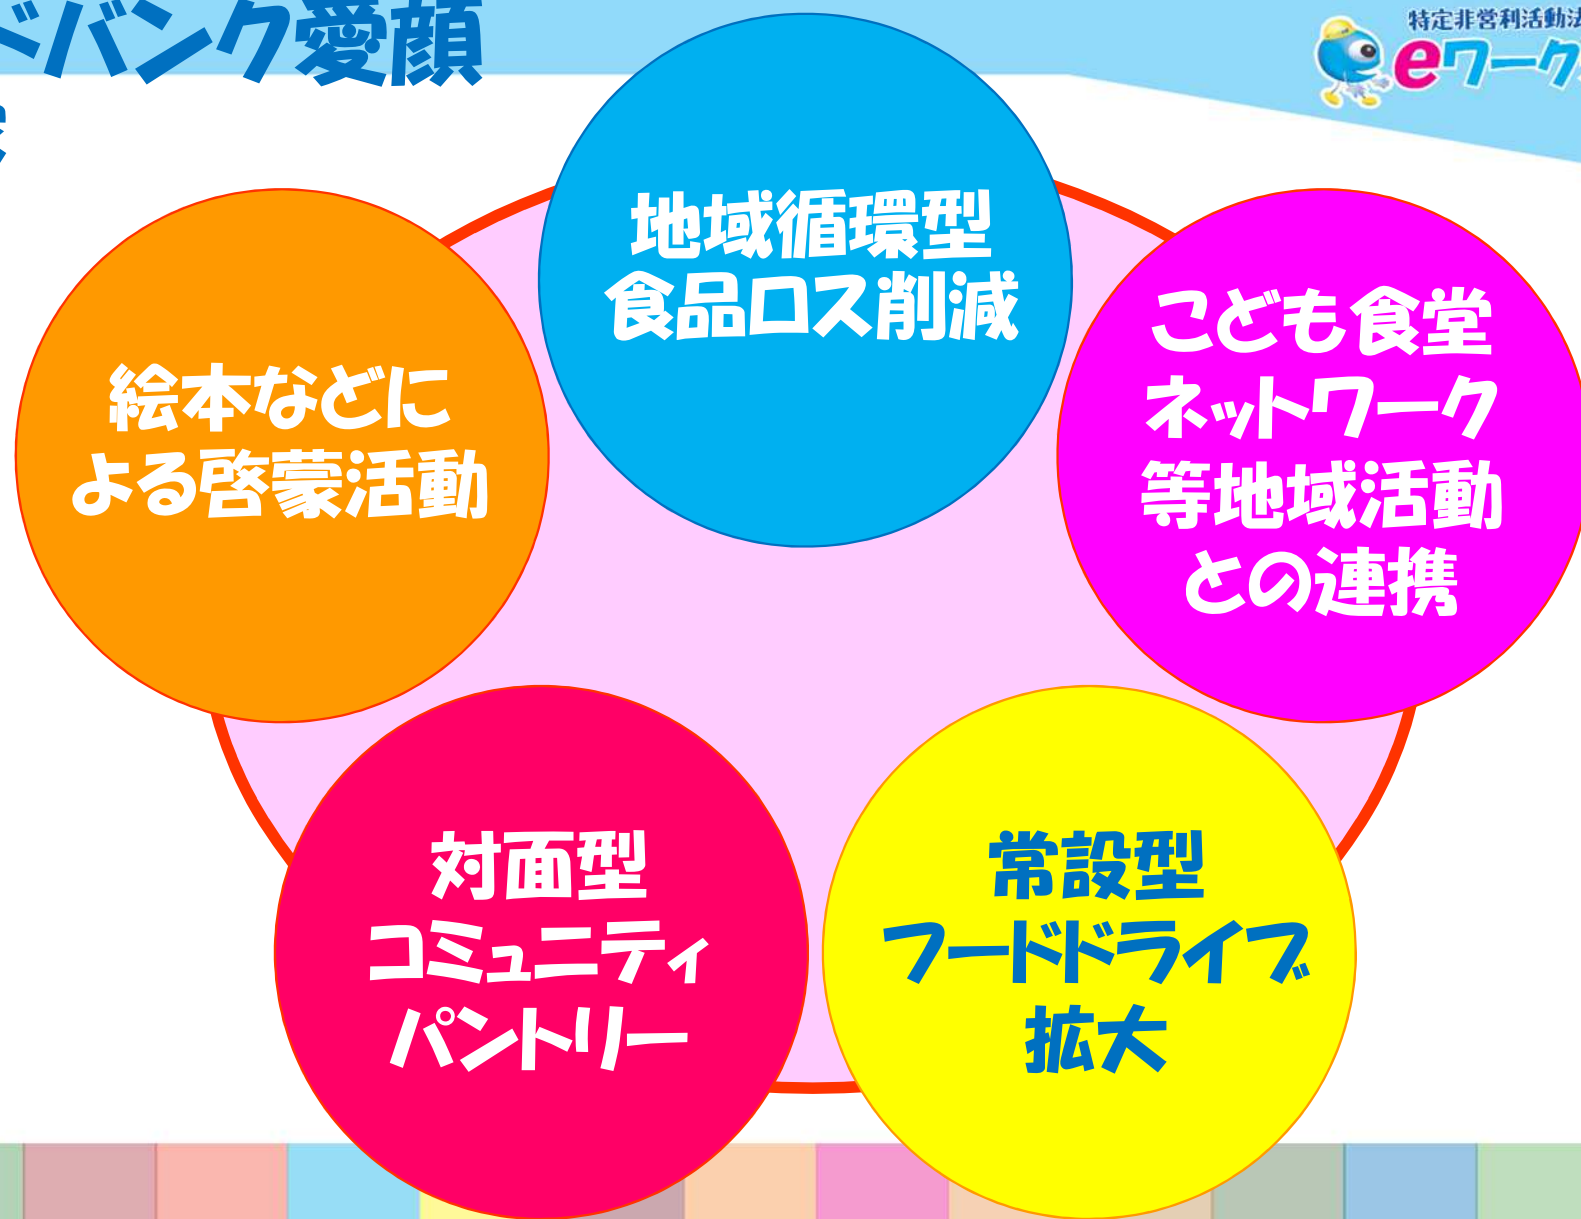 ドバンク愛顔
特定非営利活動法
eワーク
地域循環型
食品ロス削減
絵本などに
よる啓蒙活動
こども食堂
ネットワーク
等地域活動
との連携
対面型
コミュニティ
パントリー
常設型
フードドライブ
拡大